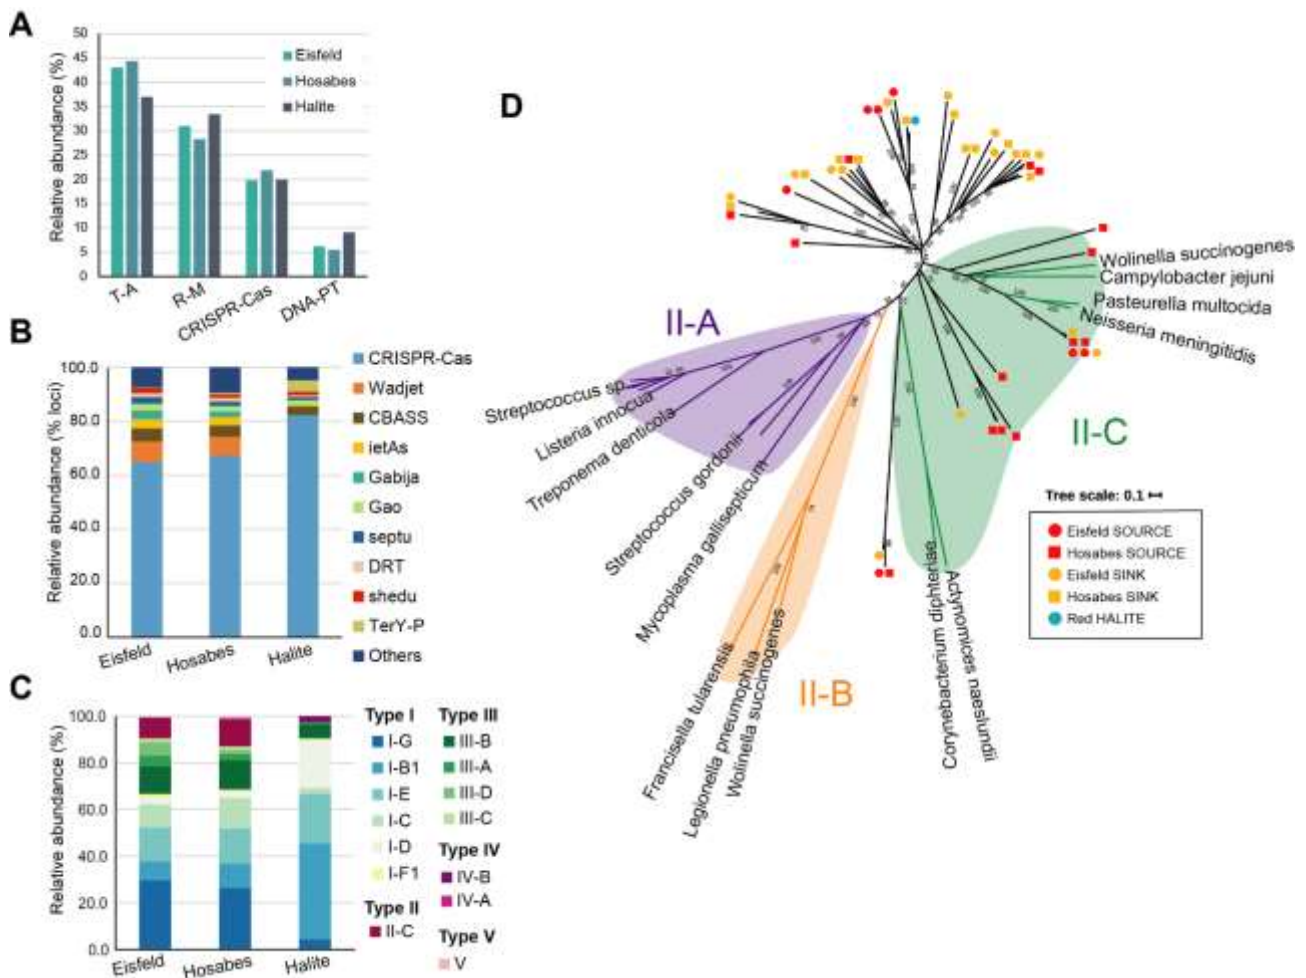 A
50
45
40
35
30
25
20
15
10
5
0
Relative abundance (%)
Eisfeld
Hosabes
Halite
T-A
R-M
CRISPR-Cas
DNA-PT
B
100.0
80.0
60.0
40.0
20.0
0.0
Relative abundance (% loci)
Eisfeld
Hosabes
Halite
CRISPR-Cas
Wadjet
CBASS
ietAs
Gabija
Gao
septu
DRT
shedu
TerY-P
Others
C
100.0
80.0
60.0
40.0
20.0
0.0
Relative abundance (%)
Eisfeld
Hosabes
Halite
Type I
I-G
I-B1
I-E
I-C
I-D
I-F1
Type II
II-C
Type III
III-B
III-A
III-D
III-C
Type IV
IV-B
IV-A
Type V
V
D
Wolinella succinogenes
Campylobacter jejuni
Pasteurella multocida
Neisseria meningitidis
II-A
Streptococcus sp.
Listeria innocua
Treponema denticola
Streptococcus gordonii
Mycoplasma gallisepticum
II-B
Francisella tularensis
Legionella pneumophila
Wolinella succinogenes
II-C
Corynebacterium diphteriae
Actynomices naeslundii
Tree scale: 0.1
Eisfeld SOURCE
Hosabes SOURCE
Eisfeld SINK
Hosabes SINK
Red HALITE